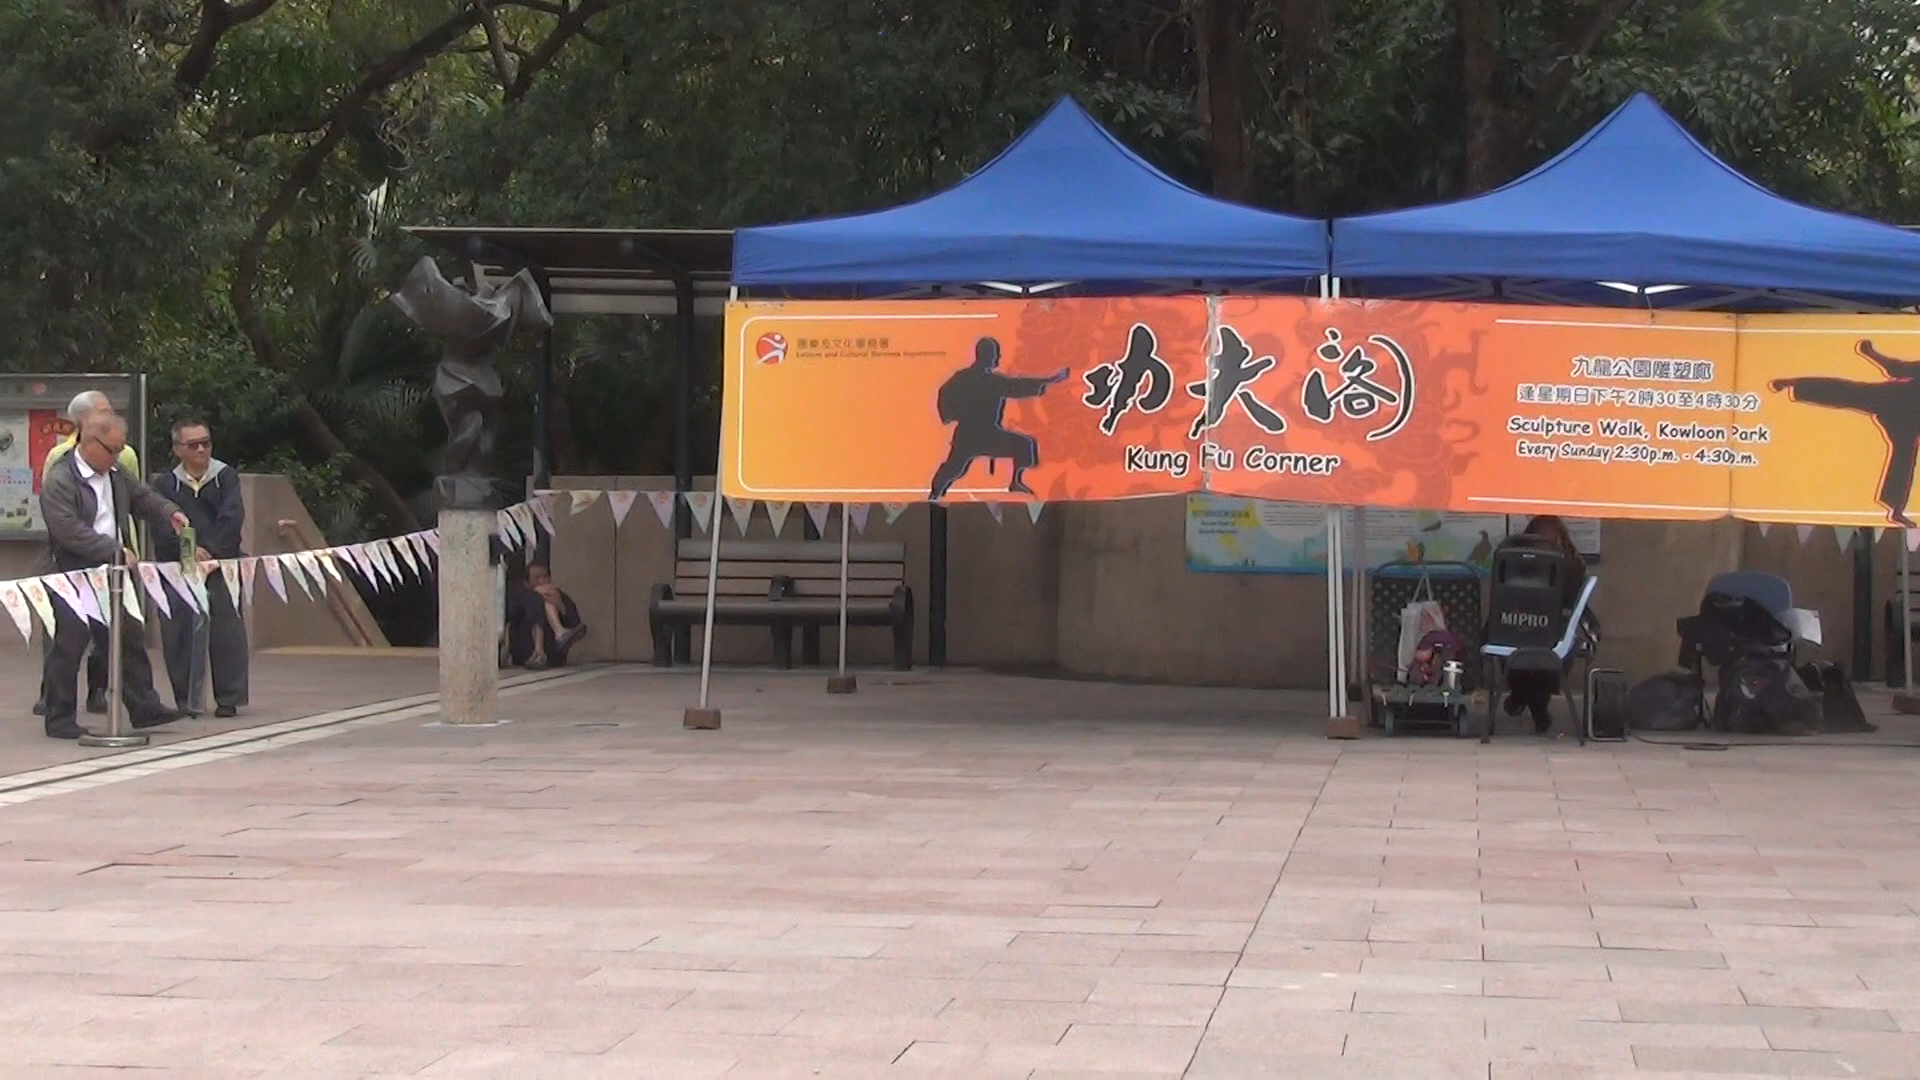 康樂及文化事務署
Leisure and Cultural Services Department
功夫閣
Kung Fu Corner
九龍公園雕塑廊
逢星期日下午2時30至4時30分
Sculpture Walk, Kowloon Park
Every Sunday 2:30p.m. - 4:30p.m.
MIPRO